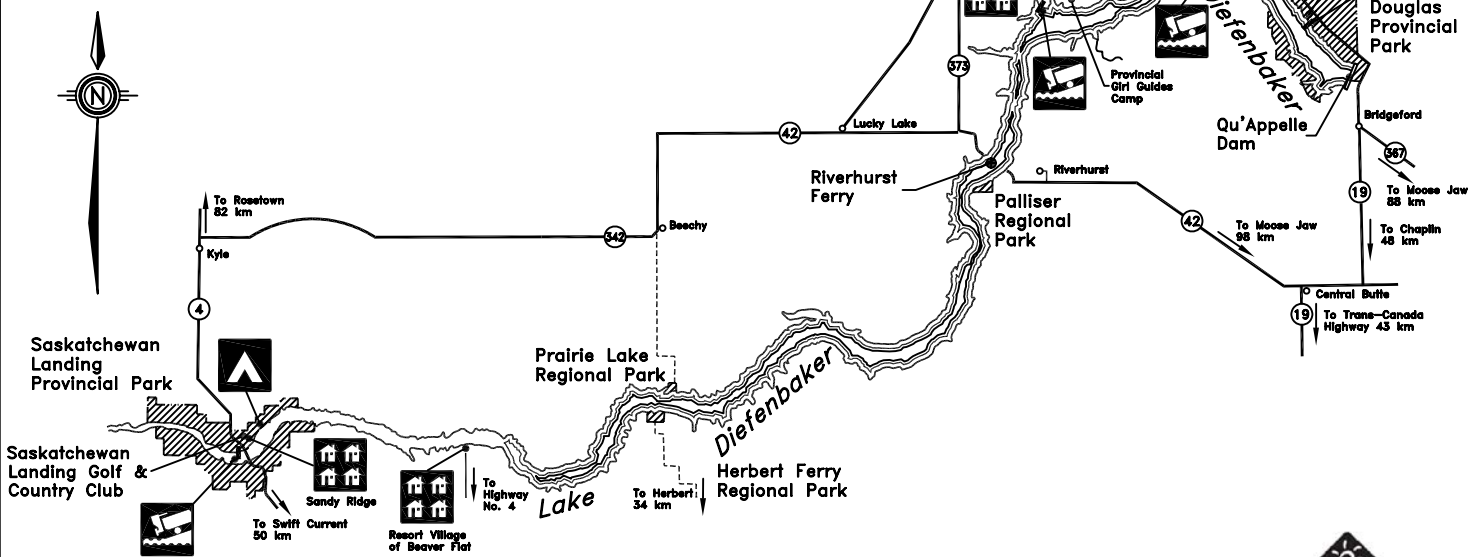 Douglas
Provincial
Park
Diefenbaker
373
Provincial
Girl Guides
Camp
Qu'Appelle
Dam
Bridgeford
367
To Moose Jaw
88 km
19
To Chaplin
48 km
Lucky Lake
42
Riverhurst
Ferry
Riverhurst
Palliser
Regional
Park
42
To Moose Jaw
98 km
Central Butte
19
To Trans-Canada
Highway 43 km
N
To Rosetown
82 km
342
Beechy
Kyle
4
Saskatchewan
Landing
Provincial Park
Prairie Lake
Regional Park
Saskatchewan
Landing Golf &
Country Club
Sandy Ridge
To Swift Current
50 km
Resort Village
of Beaver Flat
To
Highway
No. 4
Lake
Diefenbaker
To Herbert
34 km
Herbert Ferry
Regional Park